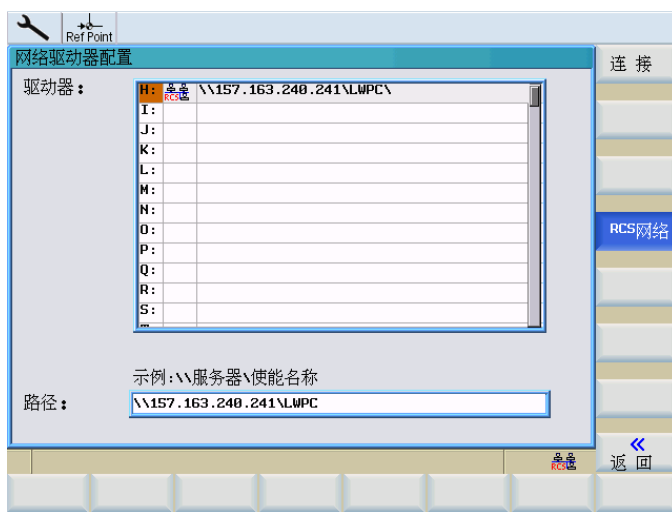 Ref Point
网络驱动器配置
连 接
驱动器：
H: RCS \\157.163.240.241\LWPC\
I:
J:
K:
L:
M:
N:
RCS网络
O:
P:
Q:
R:
S:
示例:\\服务器\使能名称
路径：
\\157.163.240.241\LWPC
RCS
《
返 回